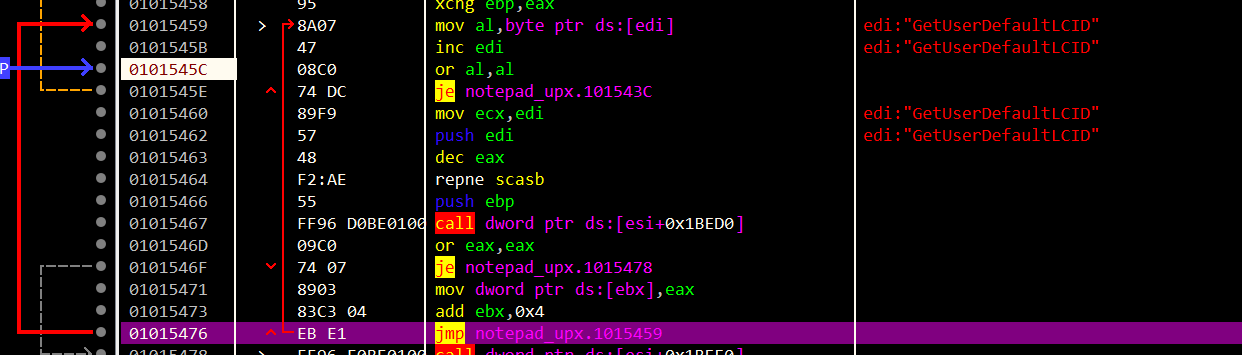 01015458 95 xchg ebp,eax
01015459 8A07 mov al,byte ptr ds:[edi] edi:"GetUserDefaultLCID"
0101545B 47 inc edi edi:"GetUserDefaultLCID"
P 0101545C 08C0 or al,al
0101545E 74 DC je notepad_upx.101543C
01015460 89F9 mov ecx,edi edi:"GetUserDefaultLCID"
01015462 57 push edi edi:"GetUserDefaultLCID"
01015463 48 dec eax
01015464 F2:AE repne scasb
01015466 55 push ebp
01015467 FF96 D0BE0100 call dword ptr ds:[esi+0x1BED0]
0101546D 09C0 or eax,eax
0101546F 74 07 je notepad_upx.1015478
01015471 8903 mov dword ptr ds:[ebx],eax
01015473 83C3 04 add ebx,0x4
01015476 EB E1 jmp notepad_upx.1015459
01015478 FF96 E0BE0100 call dword ptr ds:[esi+0x1BEE0]